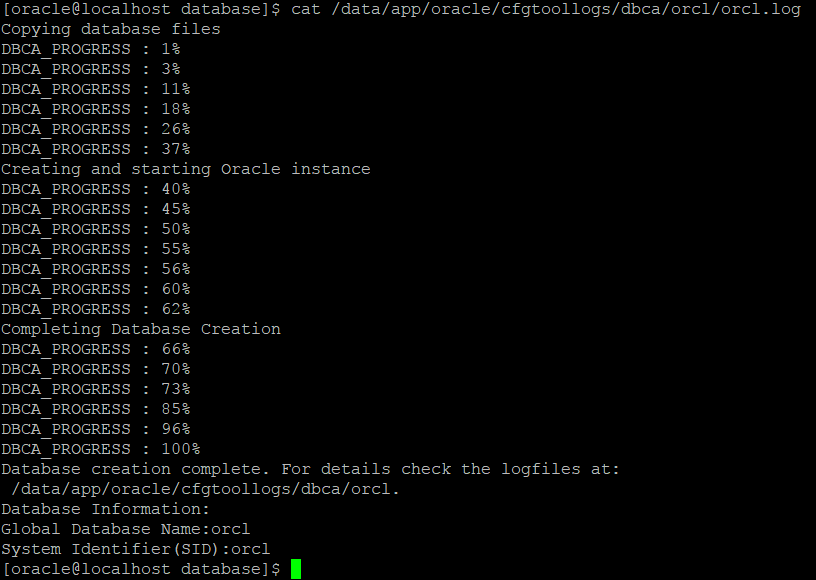 [oracle@localhost database]$ cat /data/app/oracle/cfgtoollogs/dbca/orcl/orcl.log
Copying database files
DBCA_PROGRESS : 1%
DBCA_PROGRESS : 3%
DBCA_PROGRESS : 11%
DBCA_PROGRESS : 18%
DBCA_PROGRESS : 26%
DBCA_PROGRESS : 37%
Creating and starting Oracle instance
DBCA_PROGRESS : 40%
DBCA_PROGRESS : 45%
DBCA_PROGRESS : 50%
DBCA_PROGRESS : 55%
DBCA_PROGRESS : 56%
DBCA_PROGRESS : 60%
DBCA_PROGRESS : 62%
Completing Database Creation
DBCA_PROGRESS : 66%
DBCA_PROGRESS : 70%
DBCA_PROGRESS : 73%
DBCA_PROGRESS : 85%
DBCA_PROGRESS : 96%
DBCA_PROGRESS : 100%
Database creation complete. For details check the logfiles at:
 /data/app/oracle/cfgtoollogs/dbca/orcl.
Database Information:
Global Database Name:orcl
System Identifier(SID):orcl
[oracle@localhost database]$